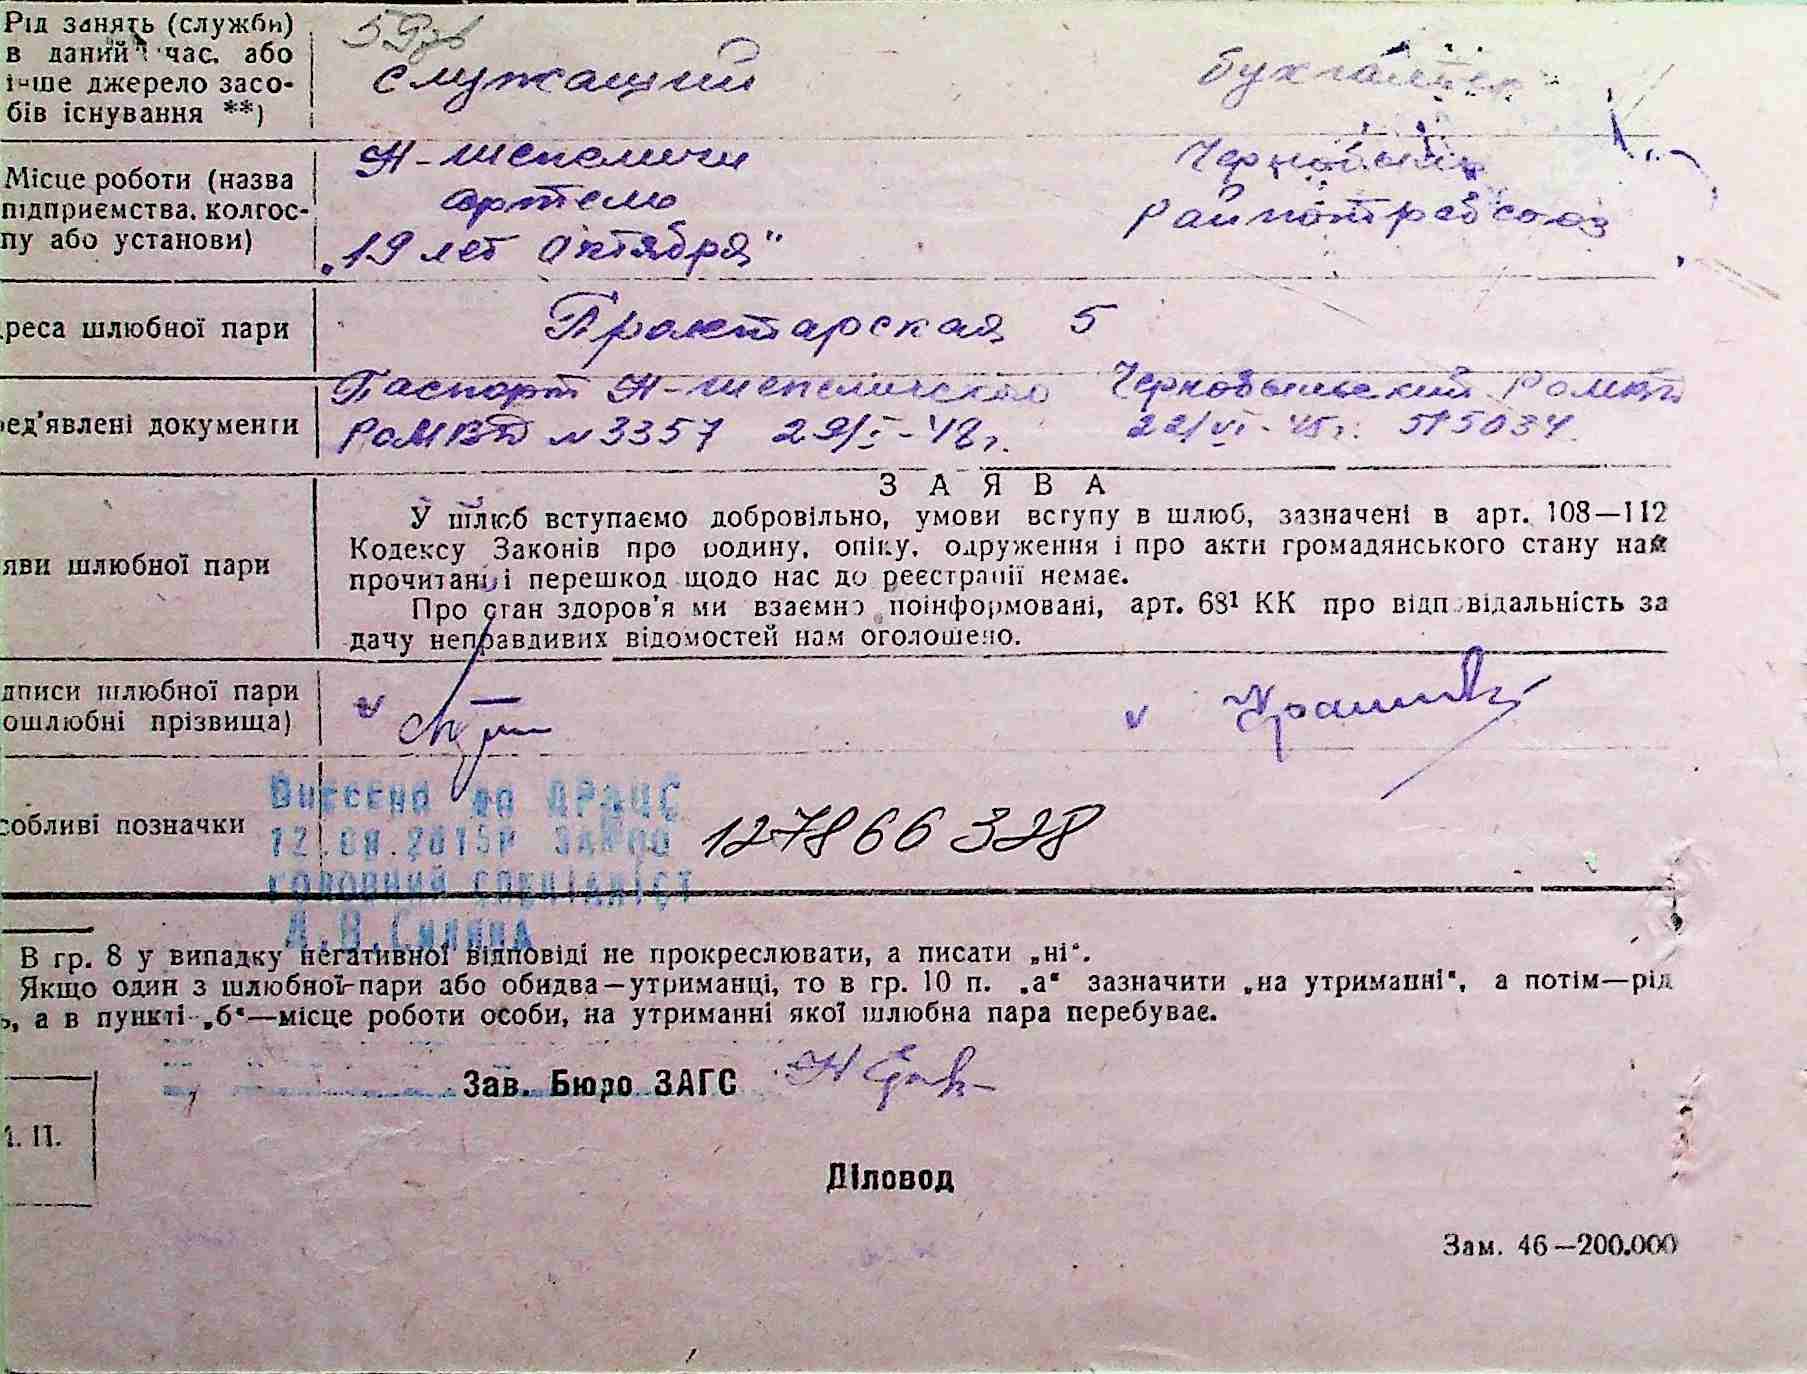 Рід занять (служби)
в даний час, або
інше джерело засо-
бів існування **)
служащий
бухгалтер
Місце роботи (назва
підприємства, колгос-
пу або установи)
Н-шепеличи
артель
„19 лет Октября"
Райпотребсоюз
реса шлюбної пари
Пролетарская 5
ед'явлені документи
Паспорт Н-шепеличского Чернобыльский РОМВД
РОМВД № 3357 29/I-48г. 22/VI-45г. 515034
З А Я В А
яви шлюбної пари
У шлюб вступаємо добровільно, умови вступу в шлюб, зазначені в арт. 108—112
Кодексу Законів про родину, опіку, одруження і про акти громадянського стану нам
прочитані і перешкод щодо нас до реєстрації немає.
Про стан здоров'я ми взаємно поінформовані, арт. 68¹ КК про відповідальність за
дачу неправдивих відомостей нам оголошено.
дписи шлюбної пари
ошлюбні прізвища)
собливі позначки
Внесено до ДРАЦС
12.08.2015р
головний спеціаліст
127866328
В гр. 8 у випадку негативної відповіді не прокреслювати, а писати „ні“.
Якщо один з шлюбної пари або обидва—утриманці, то в гр. 10 п. „а“ зазначити „на утриманні“, а потім—рід
ь, а в пункті „б“—місце роботи особи, на утриманні якої шлюбна пара перебуває.
Зав. Бюро ЗАГС
П.
Діловод
Зам. 46—200.000